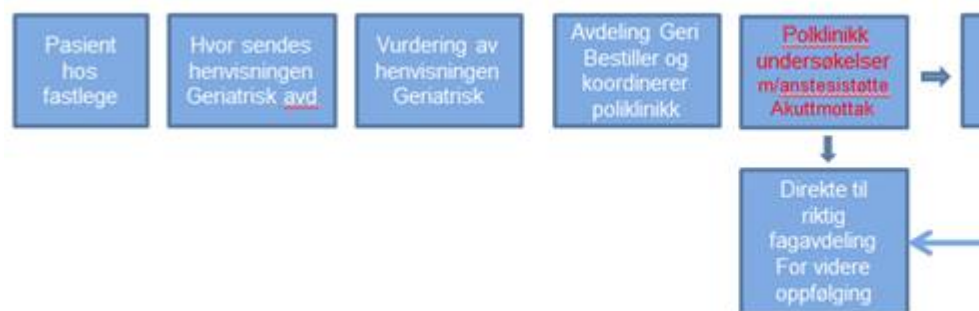 Pasient
hos
fastlege
Hvor sendes
henvisningen
Geriatrisk avd
Vurdering av
henvisningen
Geriatrisk
Avdeling Geri
Bestiller og
koordinerer
poliklinikk
Polklinikk
undersøkelser
m/anstesistøtte
Akuttmottak
Direkte til
riktig
fagavdeling
For videre
oppfølging